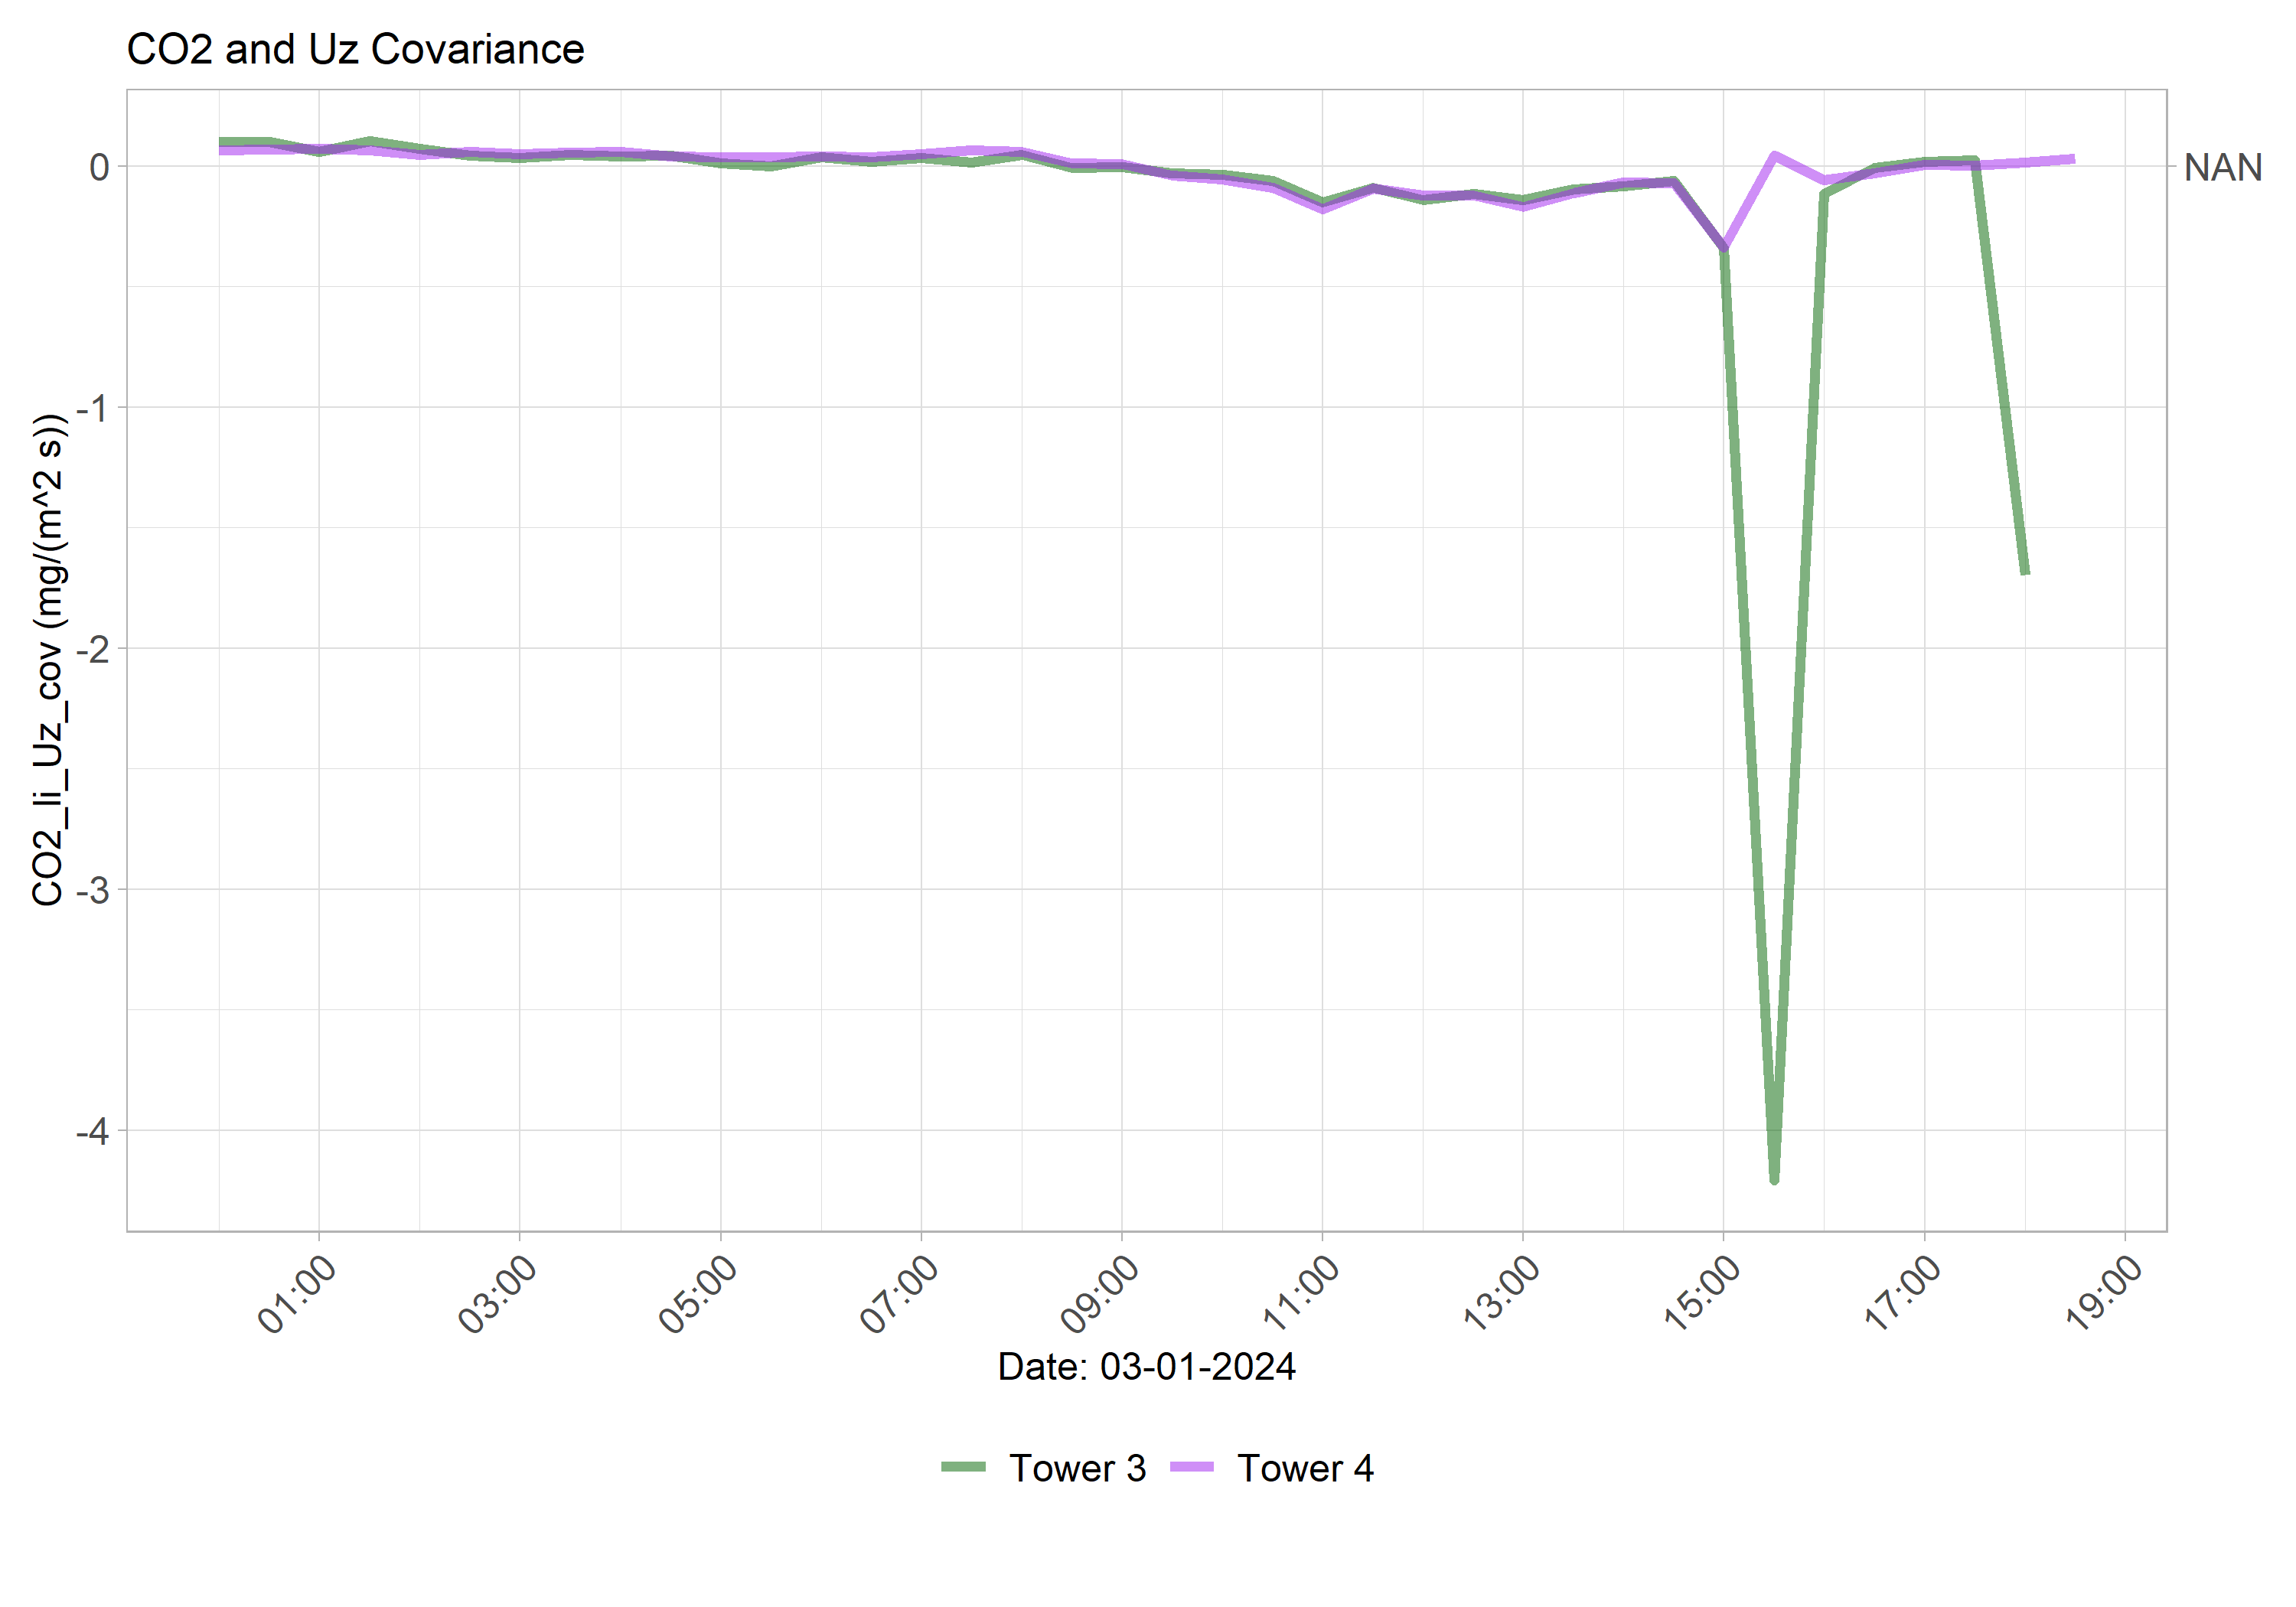 CO2 and Uz Covariance
CO2_li_Uz_cov (mg/(m^2 s))
0
-1
-2
-3
-4
NAN
01:00
03:00
05:00
07:00
09:00
11:00
13:00
15:00
17:00
19:00
Date: 03-01-2024
Tower 3
Tower 4